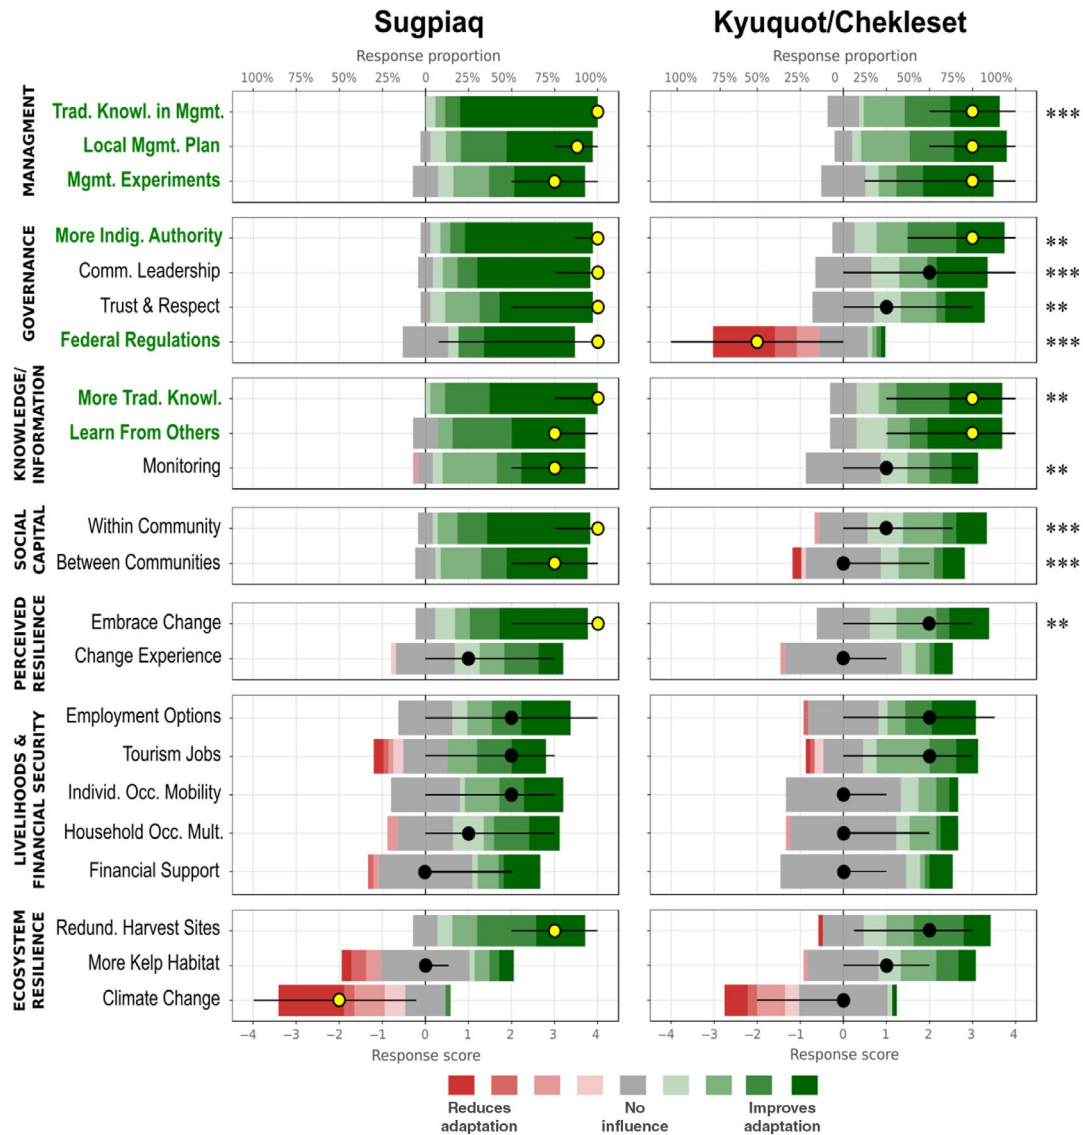 Sugpiaq
Kyuquot/Chekleset
Response proportion
Response proportion
100% 75% 50% 25% 0 25% 50% 75% 100%
100% 75% 50% 25% 0 25% 50% 75% 100%
MANAGMENT
Trad. Knowl. in Mgmt. ***
Local Mgmt. Plan
Mgmt. Experiments
GOVERNANCE
More Indig. Authority **
Comm. Leadership ***
Trust & Respect **
Federal Regulations ***
KNOWLEDGE/
INFORMATION
More Trad. Knowl. **
Learn From Others
Monitoring **
SOCIAL
CAPITAL
Within Community ***
Between Communities ***
PERCEIVED
RESILIENCE
Embrace Change **
Change Experience
LIVELIHOODS &
FINANCIAL SECURITY
Employment Options
Tourism Jobs
Individ. Occ. Mobility
Household Occ. Mult.
Financial Support
ECOSYSTEM
RESILIENCE
Redund. Harvest Sites
More Kelp Habitat
Climate Change
−4 −3 −2 −1 0 1 2 3 4
−4 −3 −2 −1 0 1 2 3 4
Response score
Response score
Reduces
adaptation
No
influence
Improves
adaptation